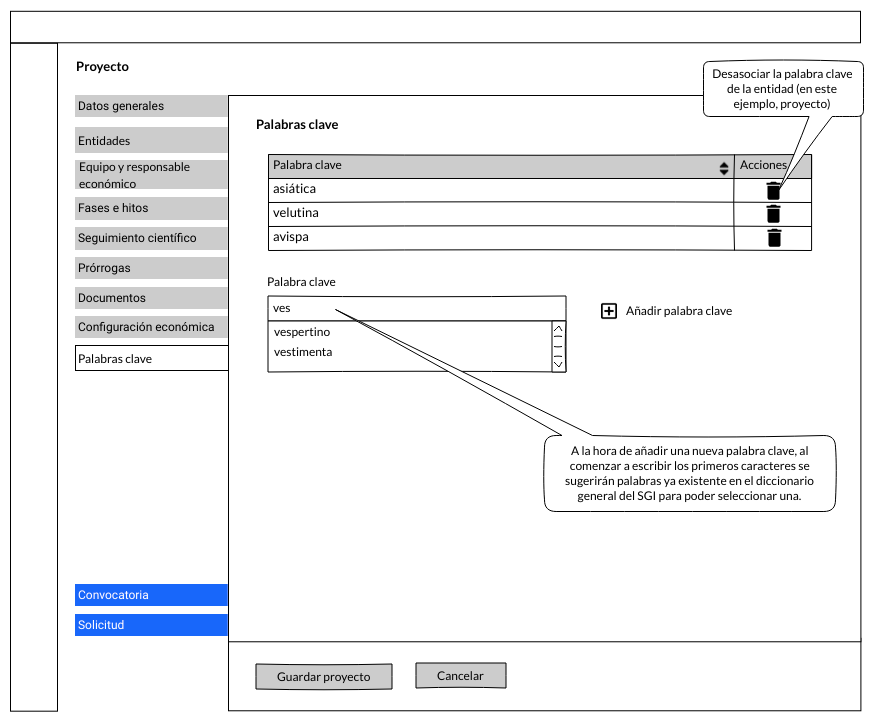 Proyecto
Datos generales
Entidades
Equipo y responsable
económico
Fases e hitos
Seguimiento científico
Prórrogas
Documentos
Configuración económica
Palabras clave
Convocatoria
Solicitud
Desasociar la palabra clave
de la entidad (en este
ejemplo, proyecto)
Palabras clave
Palabra clave Acciones
asiática
velutina
avispa
Palabra clave
ves
Añadir palabra clave
vespertino
vestimenta
A la hora de añadir una nueva palabra clave, al
comenzar a escribir los primeros caracteres se
sugerirán palabras ya existente en el diccionario
general del SGI para poder seleccionar una.
Guardar proyecto
Cancelar